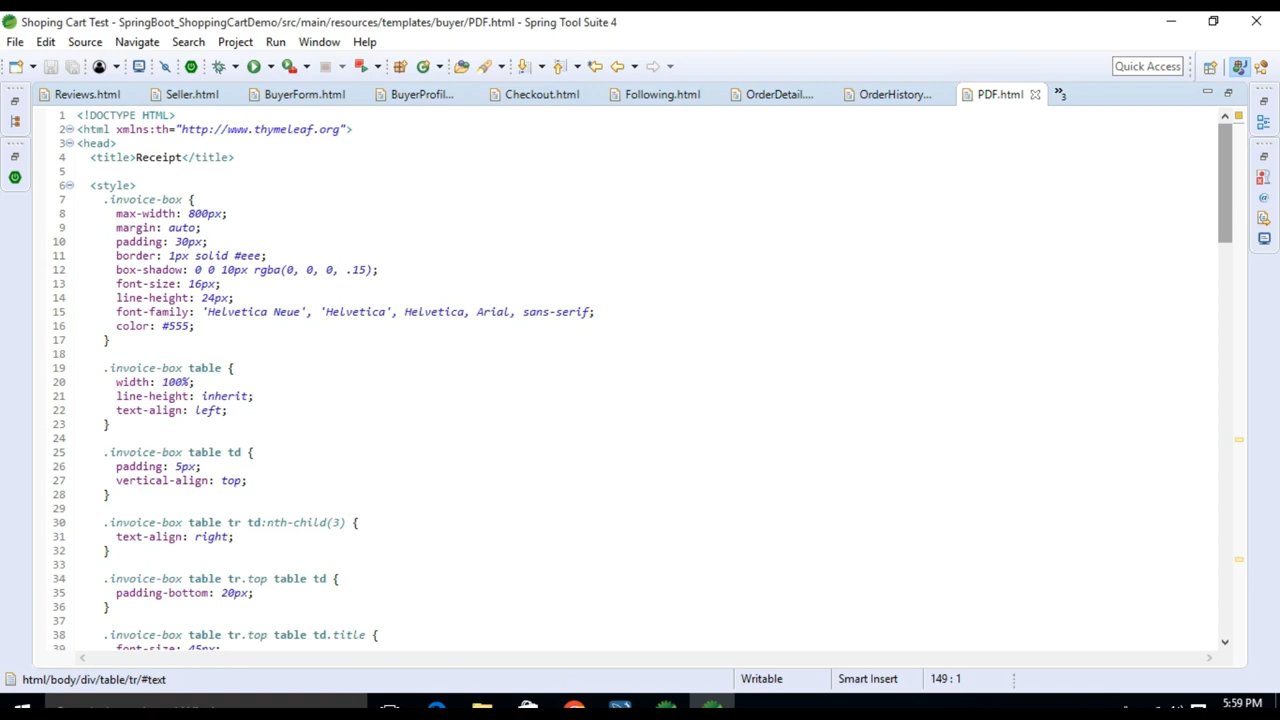 Shoping Cart Test - SpringBoot_ShoppingCartDemo/src/main/resources/templates/buyer/PDF.html - Spring Tool Suite 4
File Edit Source Navigate Search Project Run Window Help
Quick Access
Reviews.html Seller.html BuyerForm.html BuyerProfil... Checkout.html Following.html OrderDetail.... OrderHistory... PDF.html »3
1 <!DOCTYPE HTML>
2 <html xmlns:th="http://www.thymeleaf.org">
3 <head>
4 <title>Receipt</title>
5
6 <style>
7 .invoice-box {
8 max-width: 800px;
9 margin: auto;
10 padding: 30px;
11 border: 1px solid #eee;
12 box-shadow: 0 0 10px rgba(0, 0, 0, .15);
13 font-size: 16px;
14 line-height: 24px;
15 font-family: 'Helvetica Neue', 'Helvetica', Helvetica, Arial, sans-serif;
16 color: #555;
17 }
18
19 .invoice-box table {
20 width: 100%;
21 line-height: inherit;
22 text-align: left;
23 }
24
25 .invoice-box table td {
26 padding: 5px;
27 vertical-align: top;
28 }
29
30 .invoice-box table tr td:nth-child(3) {
31 text-align: right;
32 }
33
34 .invoice-box table tr.top table td {
35 padding-bottom: 20px;
36 }
37
38 .invoice-box table tr.top table td.title {
39 font-size: 45px;
html/body/div/table/tr/#text Writable Smart Insert 149 : 1
5:59 PM